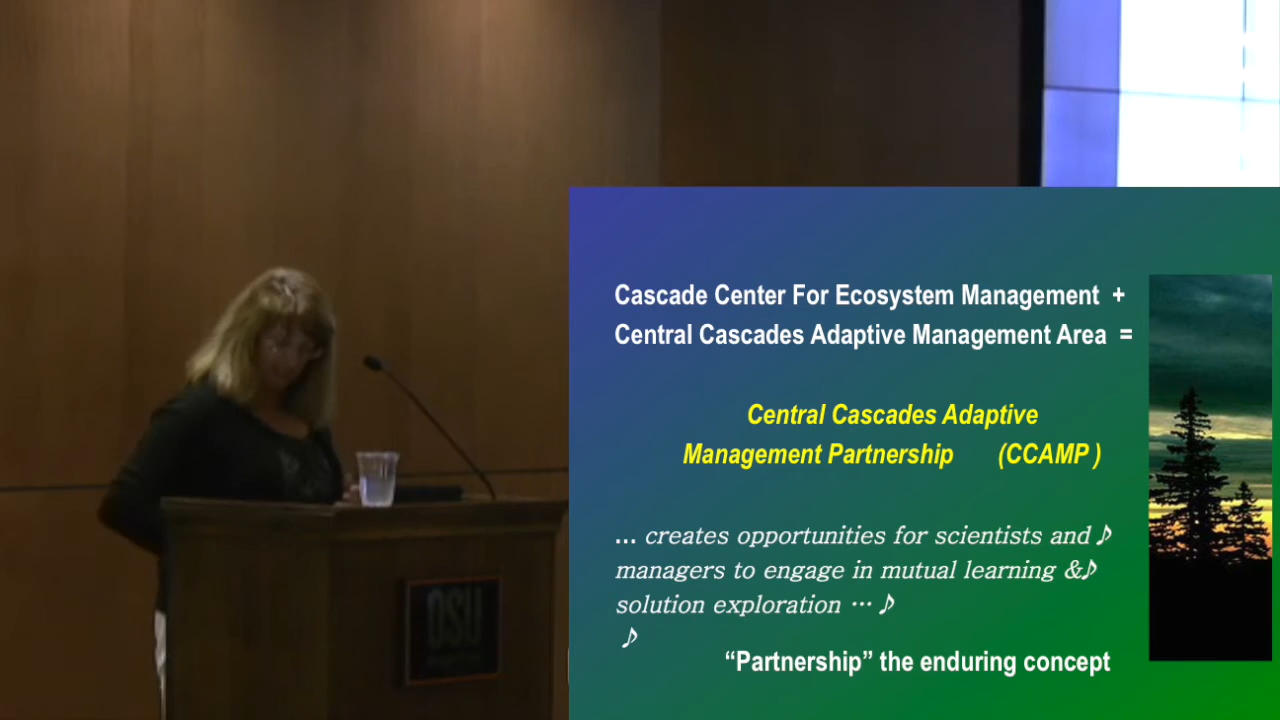 Cascade Center For Ecosystem Management +
Central Cascades Adaptive Management Area =
Central Cascades Adaptive
Management Partnership (CCAMP )
… creates opportunities for scientists and ♪
managers to engage in mutual learning &♪
solution exploration … ♪
♪
“Partnership” the enduring concept
OSU